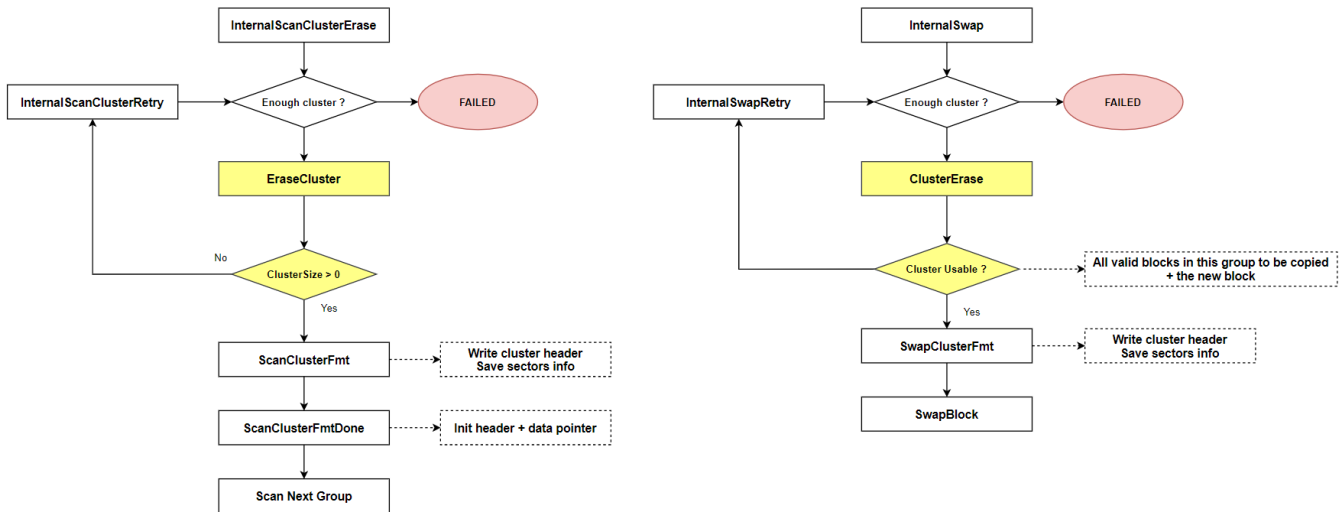 InternalScanClusterErase
InternalScanClusterRetry
Enough cluster ?
FAILED
EraseCluster
No
ClusterSize > 0
Yes
ScanClusterFmt
Write cluster header
Save sectors info
ScanClusterFmtDone
Init header + data pointer
Scan Next Group
InternalSwap
InternalSwapRetry
Enough cluster ?
FAILED
ClusterErase
Cluster Usable ?
All valid blocks in this group to be copied
+ the new block
Yes
SwapClusterFmt
Write cluster header
Save sectors info
SwapBlock